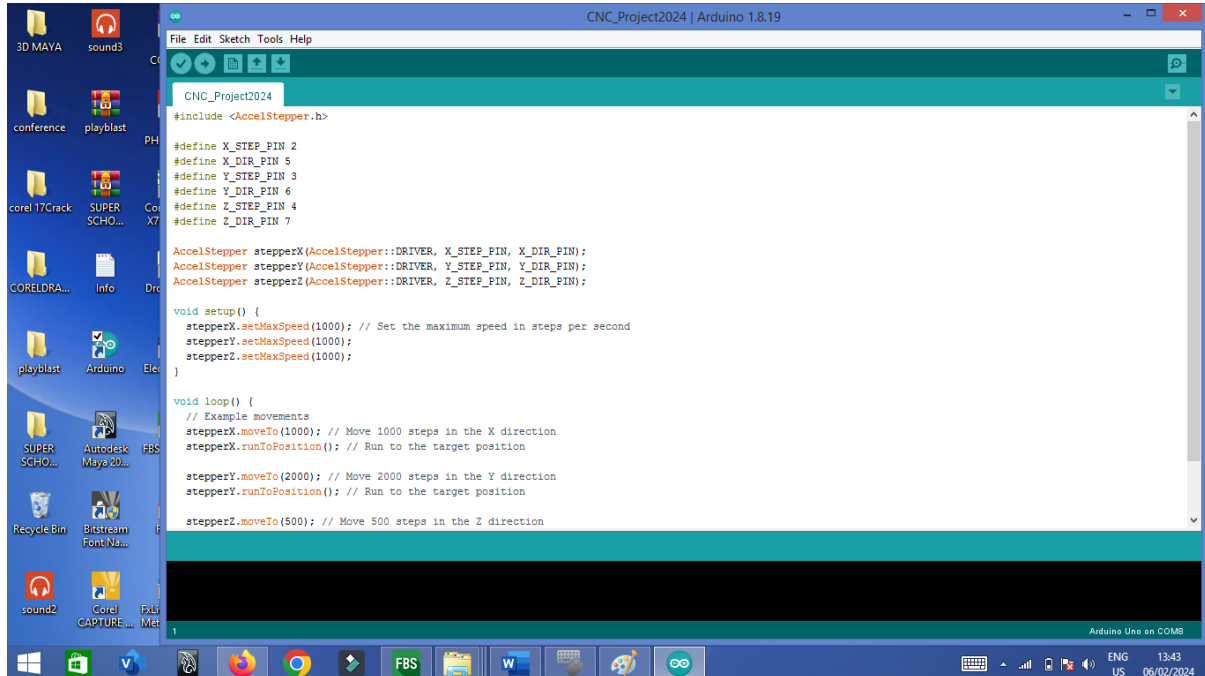 CNC_Project2024 | Arduino 1.8.19
File Edit Sketch Tools Help
CNC_Project2024
#include <AccelStepper.h>
#define X_STEP_PIN 2
#define X_DIR_PIN 5
#define Y_STEP_PIN 3
#define Y_DIR_PIN 6
#define Z_STEP_PIN 4
#define Z_DIR_PIN 7
AccelStepper stepperX(AccelStepper::DRIVER, X_STEP_PIN, X_DIR_PIN);
AccelStepper stepperY(AccelStepper::DRIVER, Y_STEP_PIN, Y_DIR_PIN);
AccelStepper stepperZ(AccelStepper::DRIVER, Z_STEP_PIN, Z_DIR_PIN);
void setup() {
stepperX.setMaxSpeed(1000); // Set the maximum speed in steps per second
stepperY.setMaxSpeed(1000);
stepperZ.setMaxSpeed(1000);
}
void loop() {
// Example movements
stepperX.moveTo(1000); // Move 1000 steps in the X direction
stepperX.runToPosition(); // Run to the target position
stepperY.moveTo(2000); // Move 2000 steps in the Y direction
stepperY.runToPosition(); // Run to the target position
stepperZ.moveTo(500); // Move 500 steps in the Z direction
1
Arduino Uno on COM8
3D MAYA
sound3
conference
playblast
PH
corel 17Crack
SUPER
SCHO...
Co
X7
CORELDRA...
Info
Dro
playblast
Arduino
Elec
SUPER
SCHO...
Autodesk
Maya 20...
FBS
Recycle Bin
Bitstream
Font Na...
sound2
Corel
CAPTURE ...
FxLi
Met
FBS
ENG
US
13:43
06/02/2024